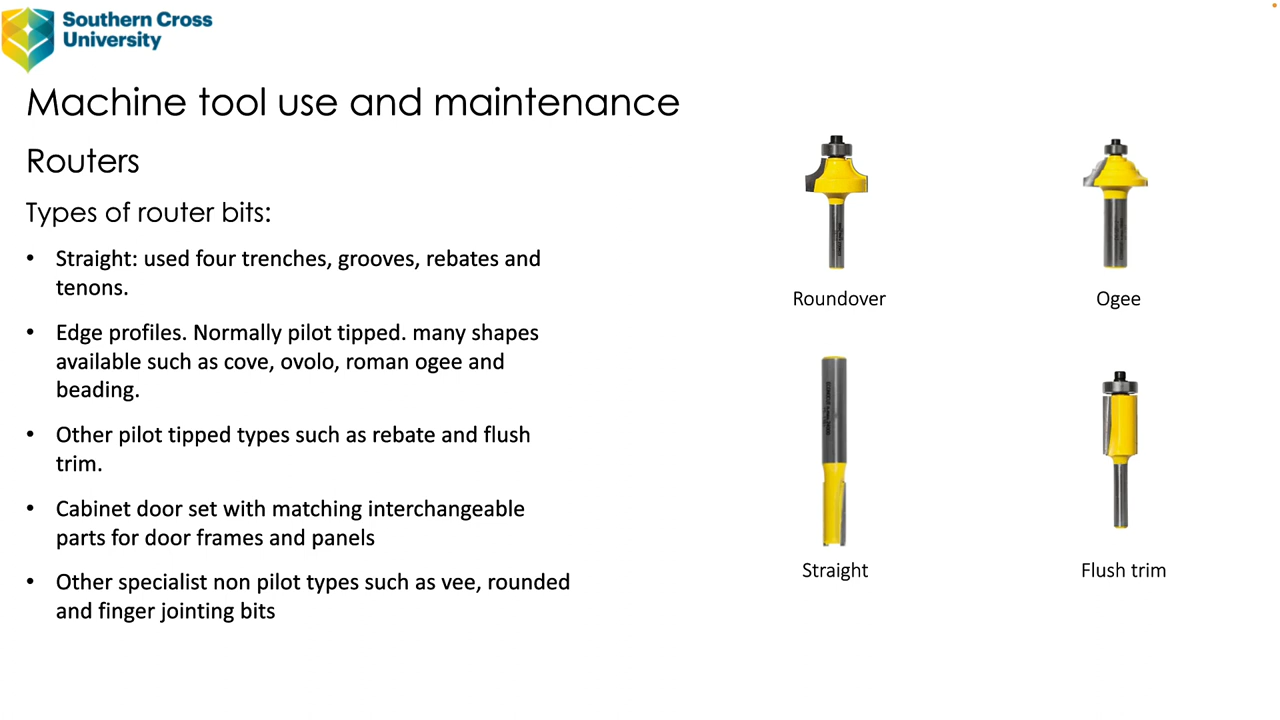 Southern Cross
University
Machine tool use and maintenance
Routers
Types of router bits:
• Straight: used four trenches, grooves, rebates and
tenons.
• Edge profiles. Normally pilot tipped. many shapes
available such as cove, ovolo, roman ogee and
beading.
• Other pilot tipped types such as rebate and flush
trim.
• Cabinet door set with matching interchangeable
parts for door frames and panels
• Other specialist non pilot types such as vee, rounded
and finger jointing bits
Roundover
Ogee
Straight
Flush trim